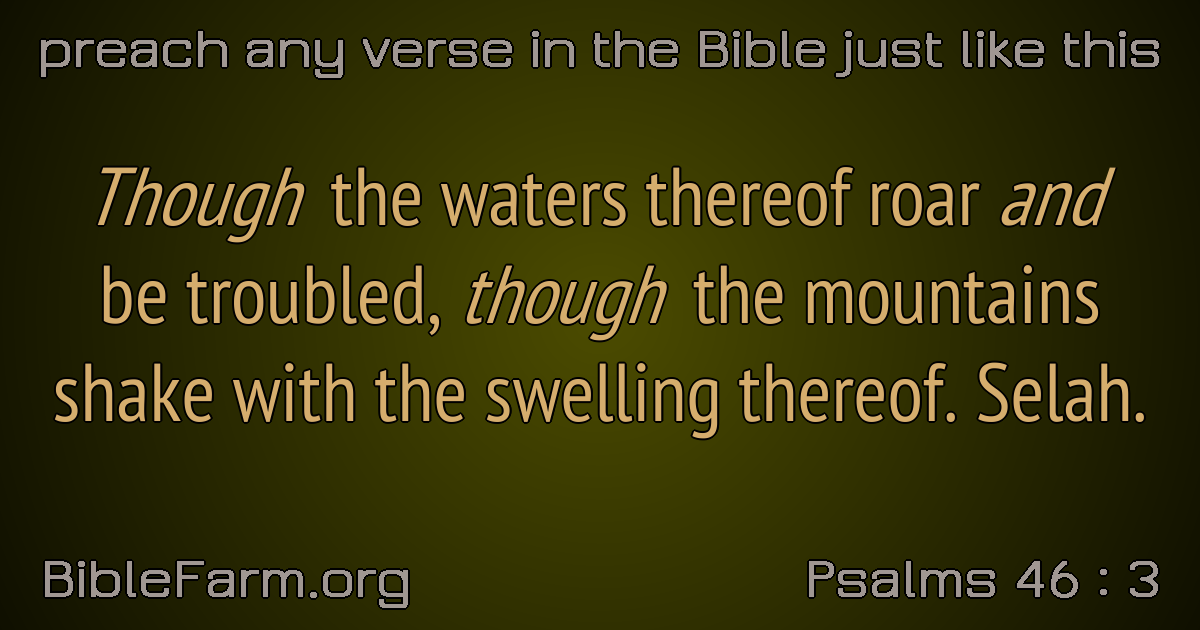 preach any verse in the Bible just like this
Though the waters thereof roar and
be troubled, though the mountains
shake with the swelling thereof. Selah.
BibleFarm.org
Psalms 46 : 3